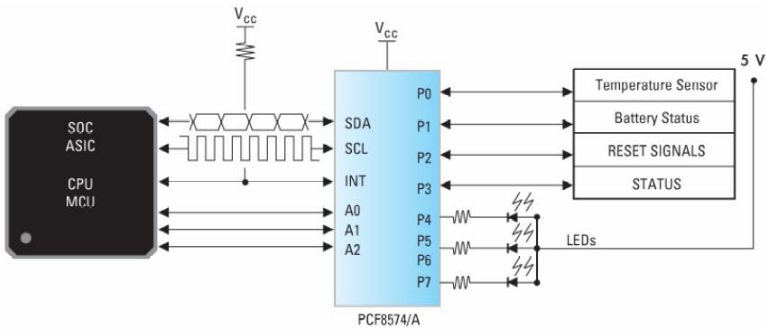 VCC
VCC
5 V
SOC
ASIC
CPU
MCU
SDA
SCL
INT
A0
A1
A2
P0
P1
P2
P3
P4
P5
P6
P7
Temperature Sensor
Battery Status
RESET SIGNALS
STATUS
LEDs
PCF8574/A